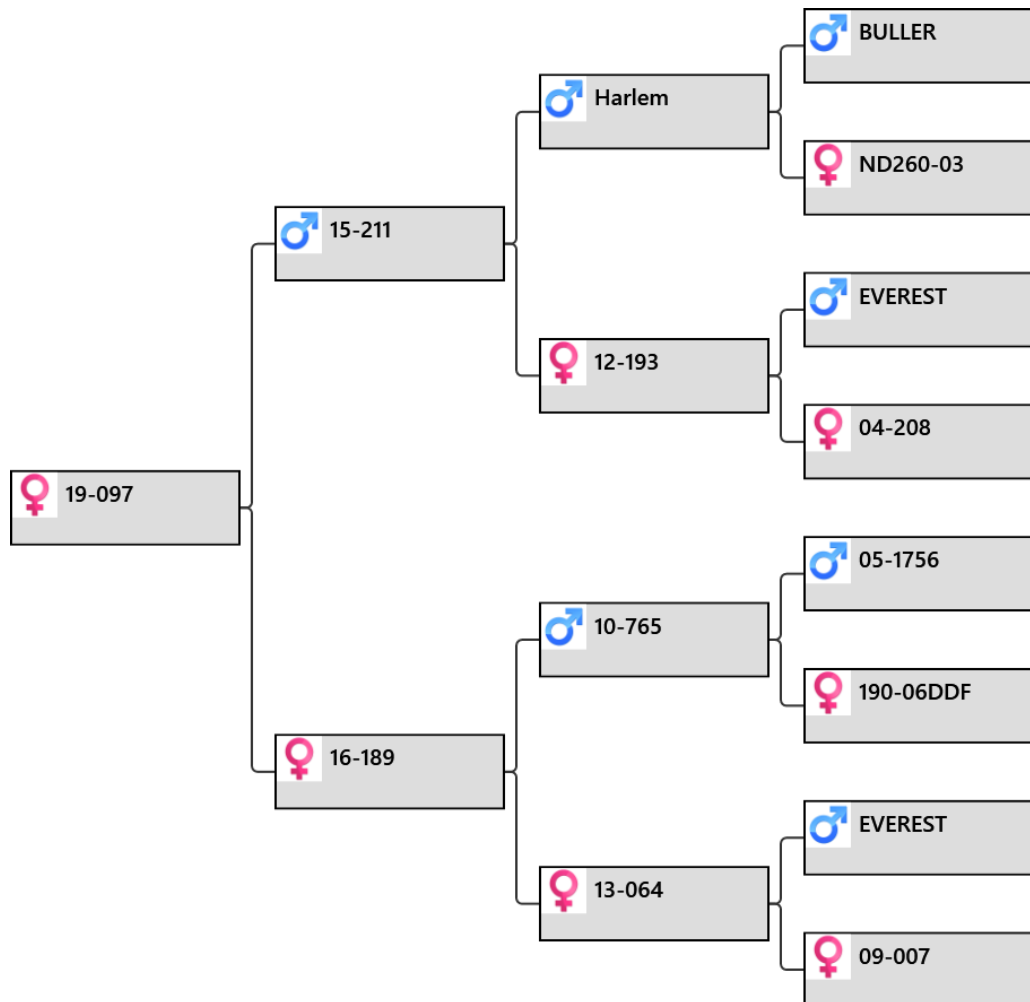 BULLER
Harlem
ND260-03
15-211
EVEREST
12-193
04-208
19-097
05-1756
10-765
190-06DDF
16-189
EVEREST
13-064
09-007